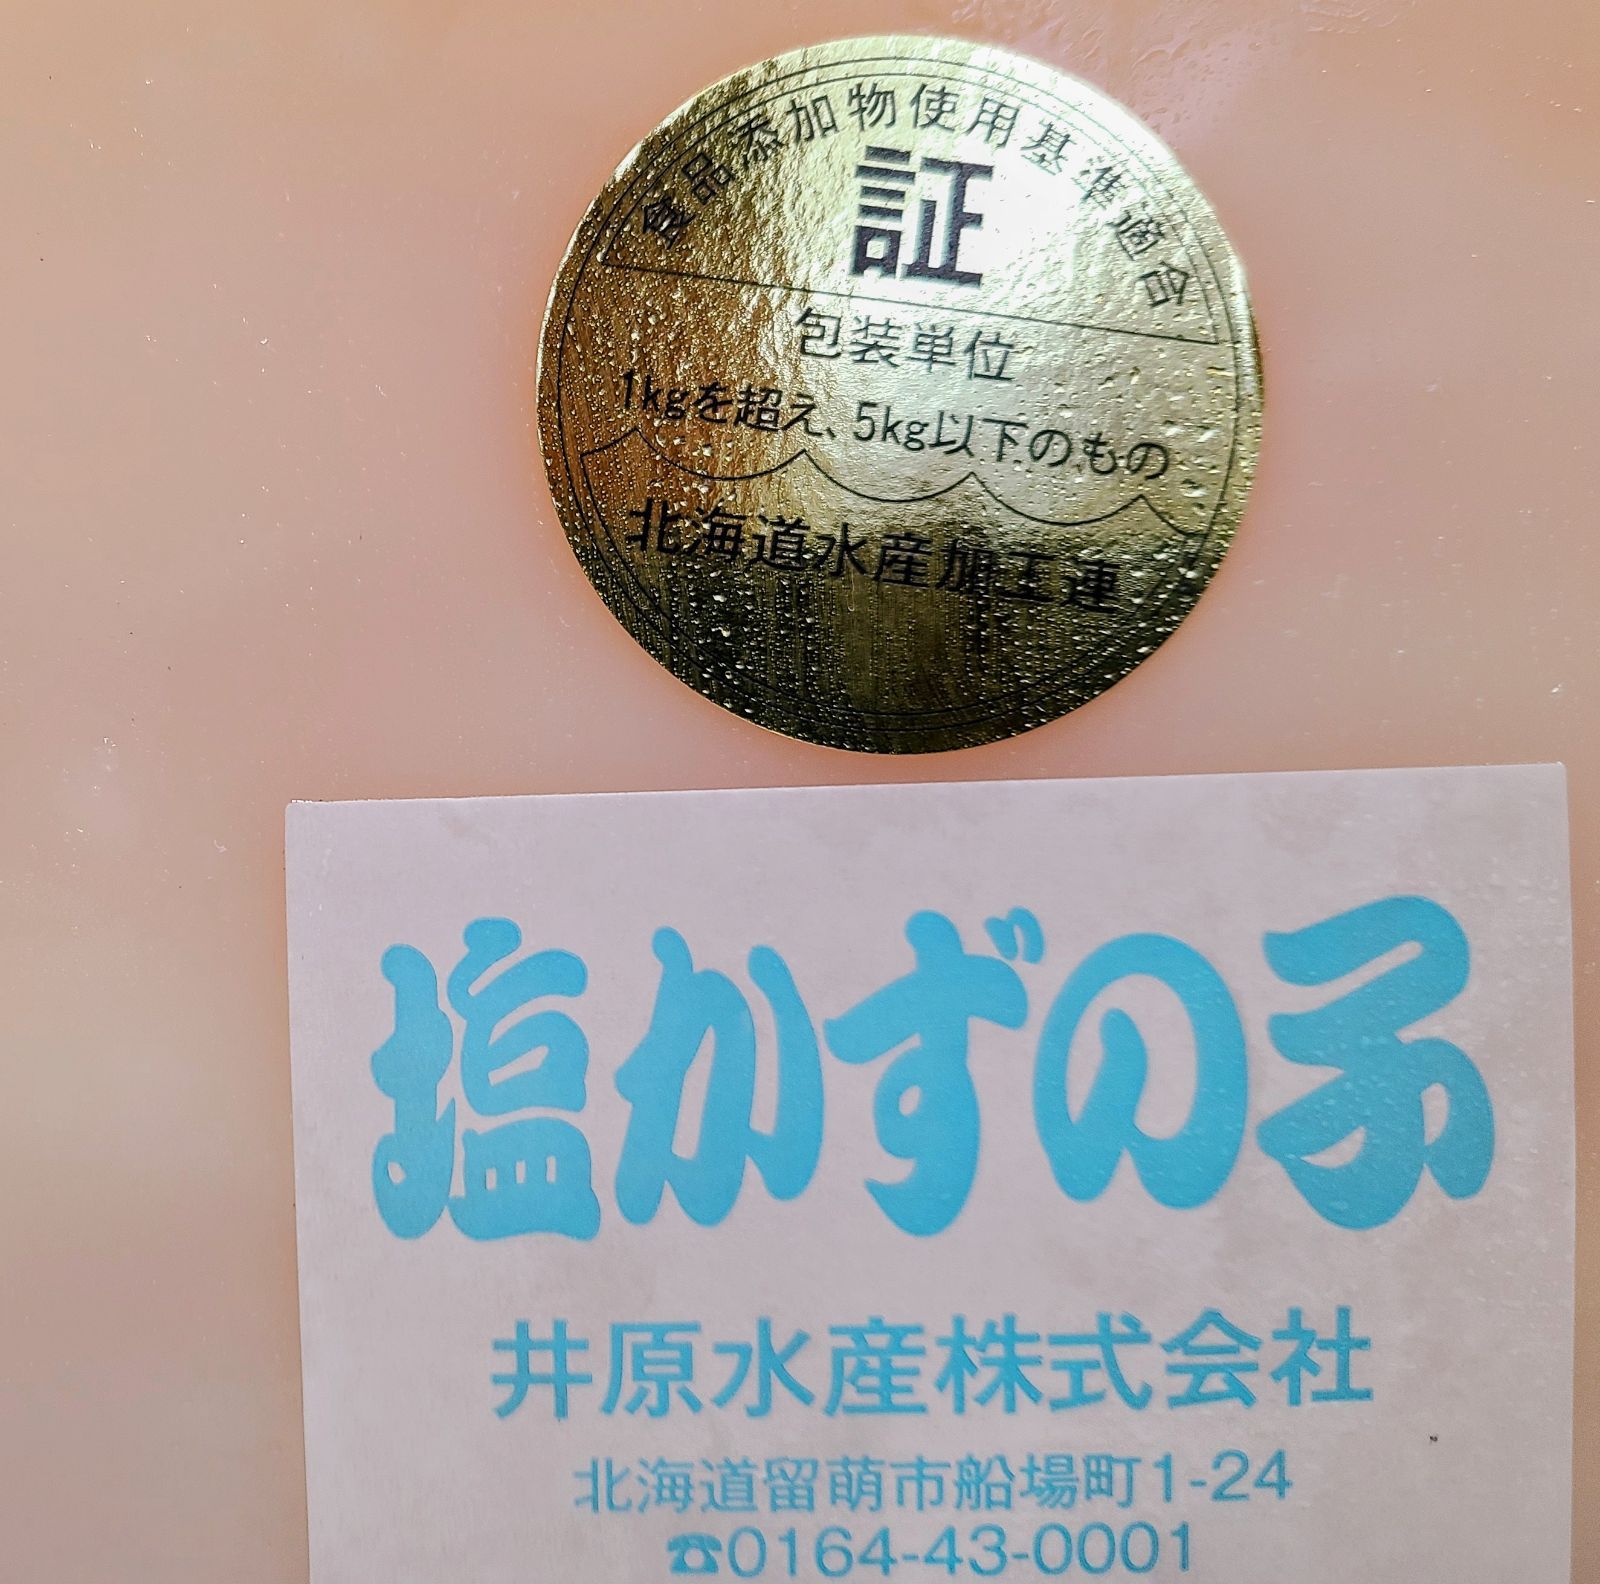 食品添加物使用基準適合
証
包装単位
1kgを超え、5kg以下のもの
北海道水産加工連
塩かずの子
井原水産株式会社
北海道留萌市船場町1-24
☎0164-43-0001